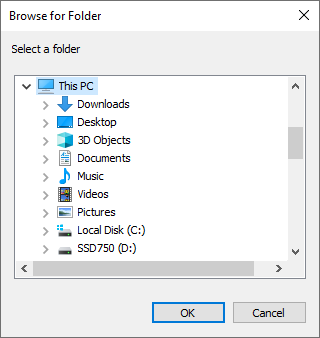 Browse for Folder
Select a folder
This PC
Downloads
Desktop
3D Objects
Documents
Music
Videos
Pictures
Local Disk (C:)
SSD750 (D:)
OK
Cancel